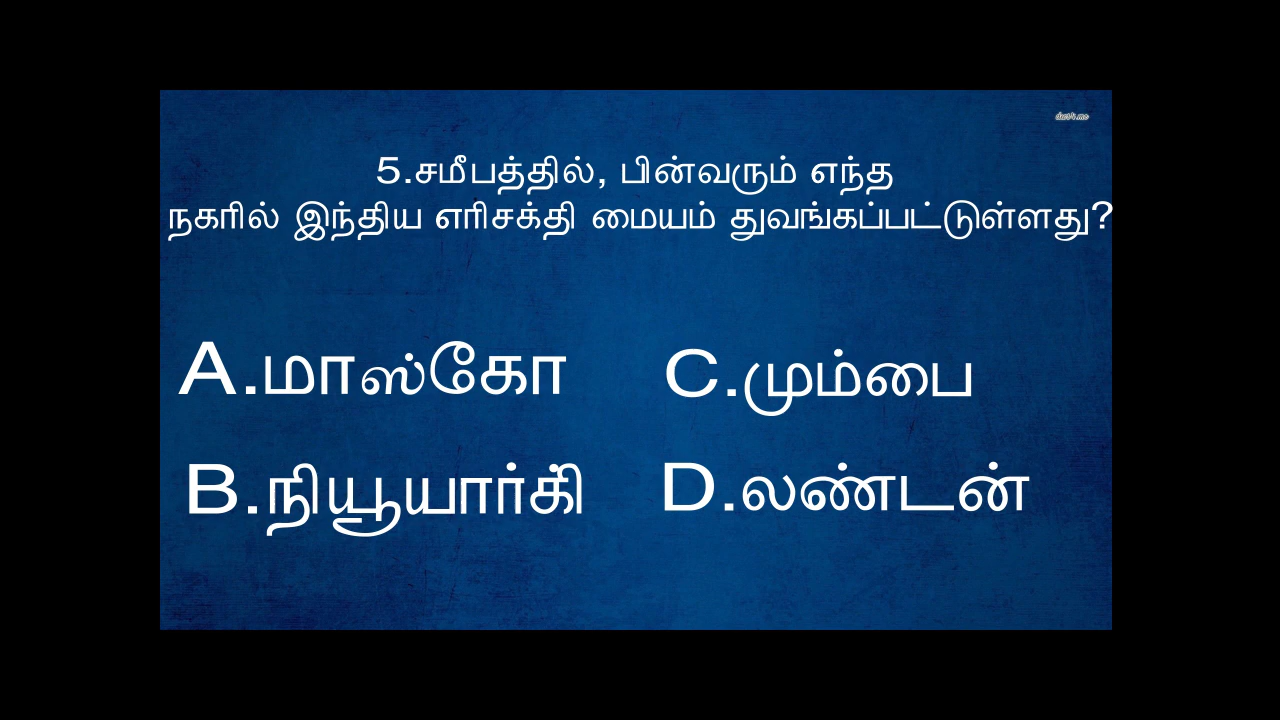 5.சமீபத்தில், பின்வரும் எந்த
நகரில் இந்திய எரிசக்தி மையம் துவங்கப்பட்டுள்ளது?
A.மாஸ்கோ
B.நியூயார்கி்
C.மும்பை
D.லண்டன்